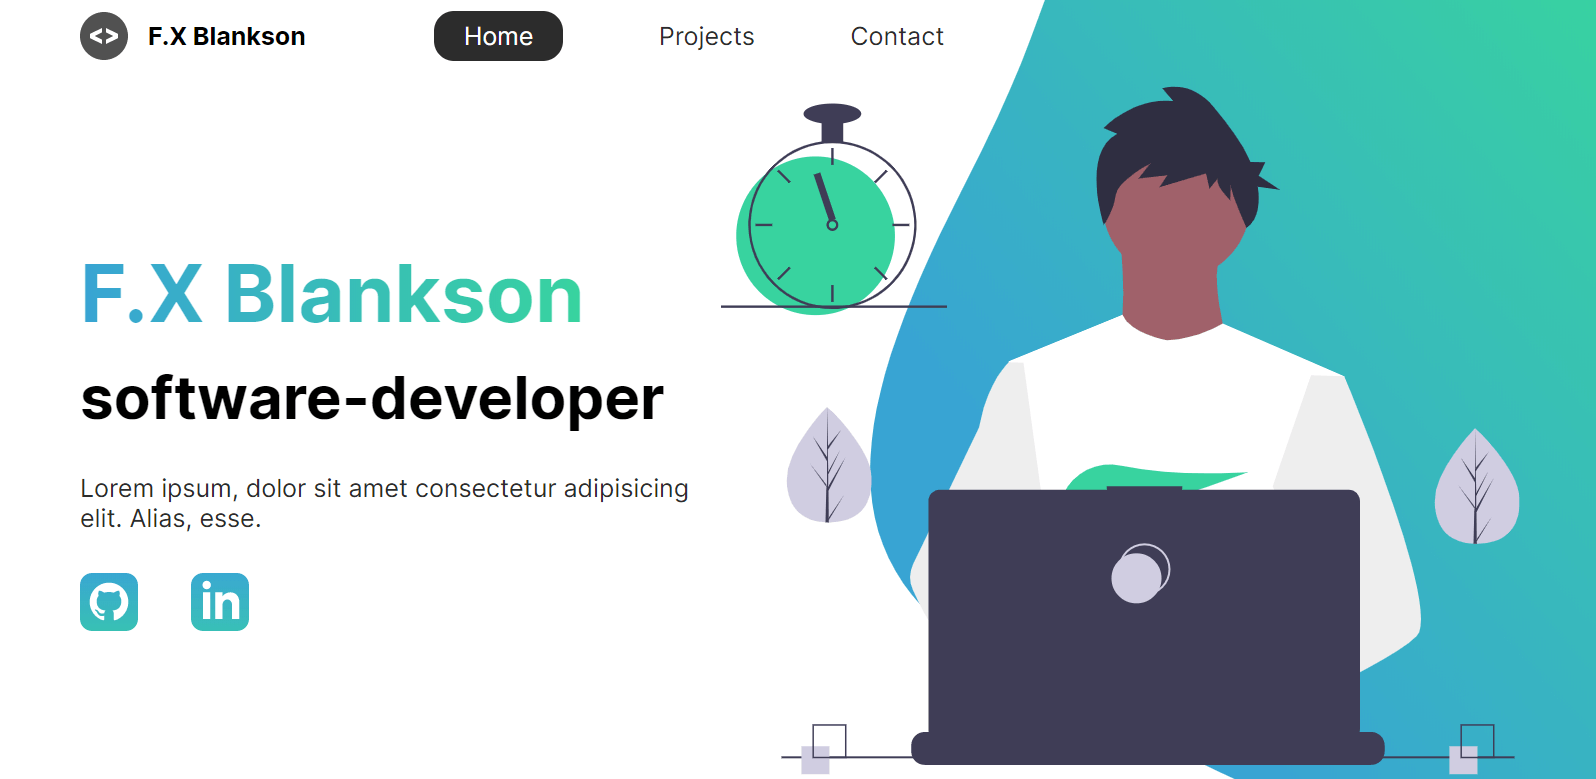 F.X Blankson
Home
Projects
Contact
F.X Blankson
software-developer
Lorem ipsum, dolor sit amet consectetur adipisicing
elit. Alias, esse.
in